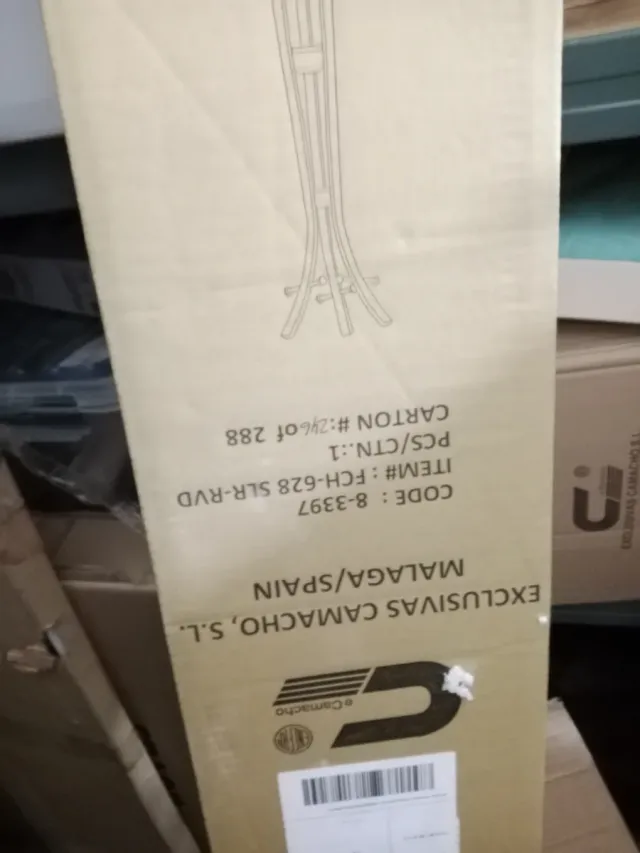 e Camacho
EXCLUSIVAS CAMACHO, S.L.
MALAGA/SPAIN
CODE : 8-3397
ITEM# : FCH-628 SLR-RVD
PCS/CTN.:1
CARTON #:246 of 288